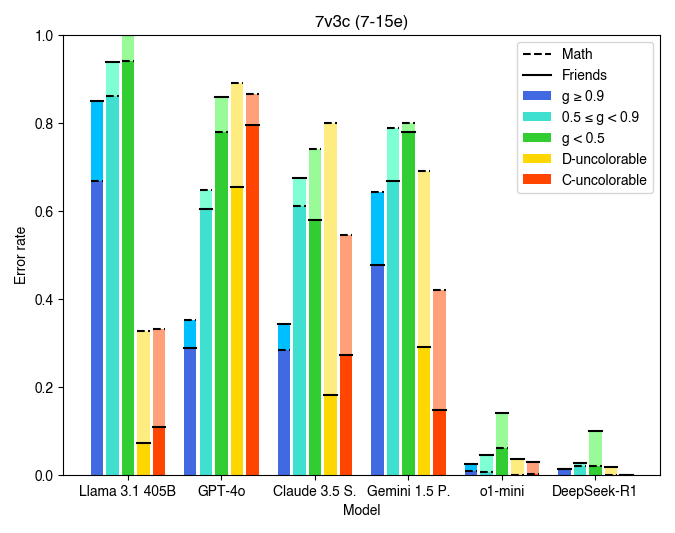 7v3c (7-15e)
1.0
0.8
0.6
0.4
0.2
0.0
Error rate
Math
Friends
g ≥ 0.9
0.5 ≤ g < 0.9
g < 0.5
D-uncolorable
C-uncolorable
Llama 3.1 405B GPT-4o Claude 3.5 S. Gemini 1.5 P. o1-mini DeepSeek-R1
Model